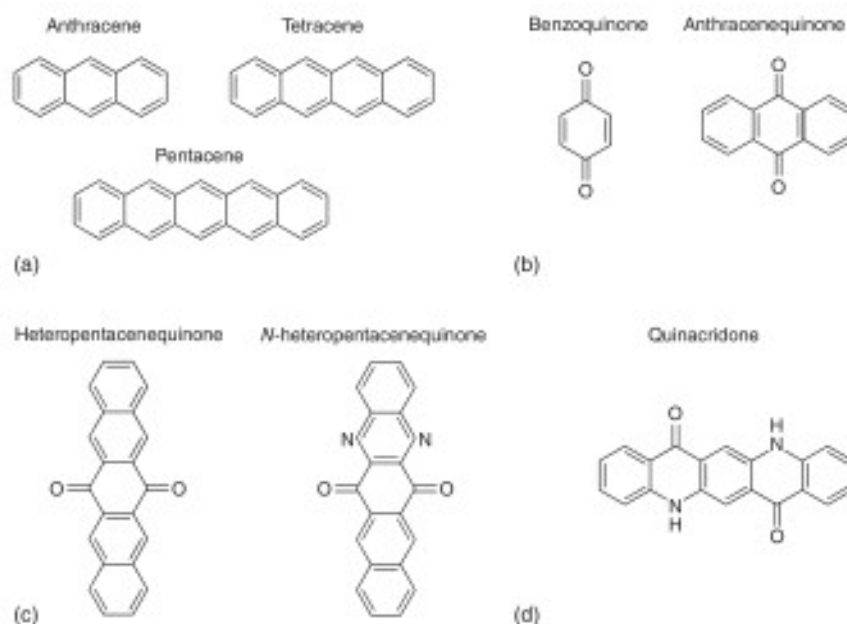 Anthracene
Tetracene
Pentacene
(a)
Benzoquinone
O
O
Anthracenequinone
O
O
(b)
Heteropentacenequinone
O
O
(c)
N-heteropentacenequinone
N
N
O
O
Quinacridone
O
H
N
N
H
O
(d)